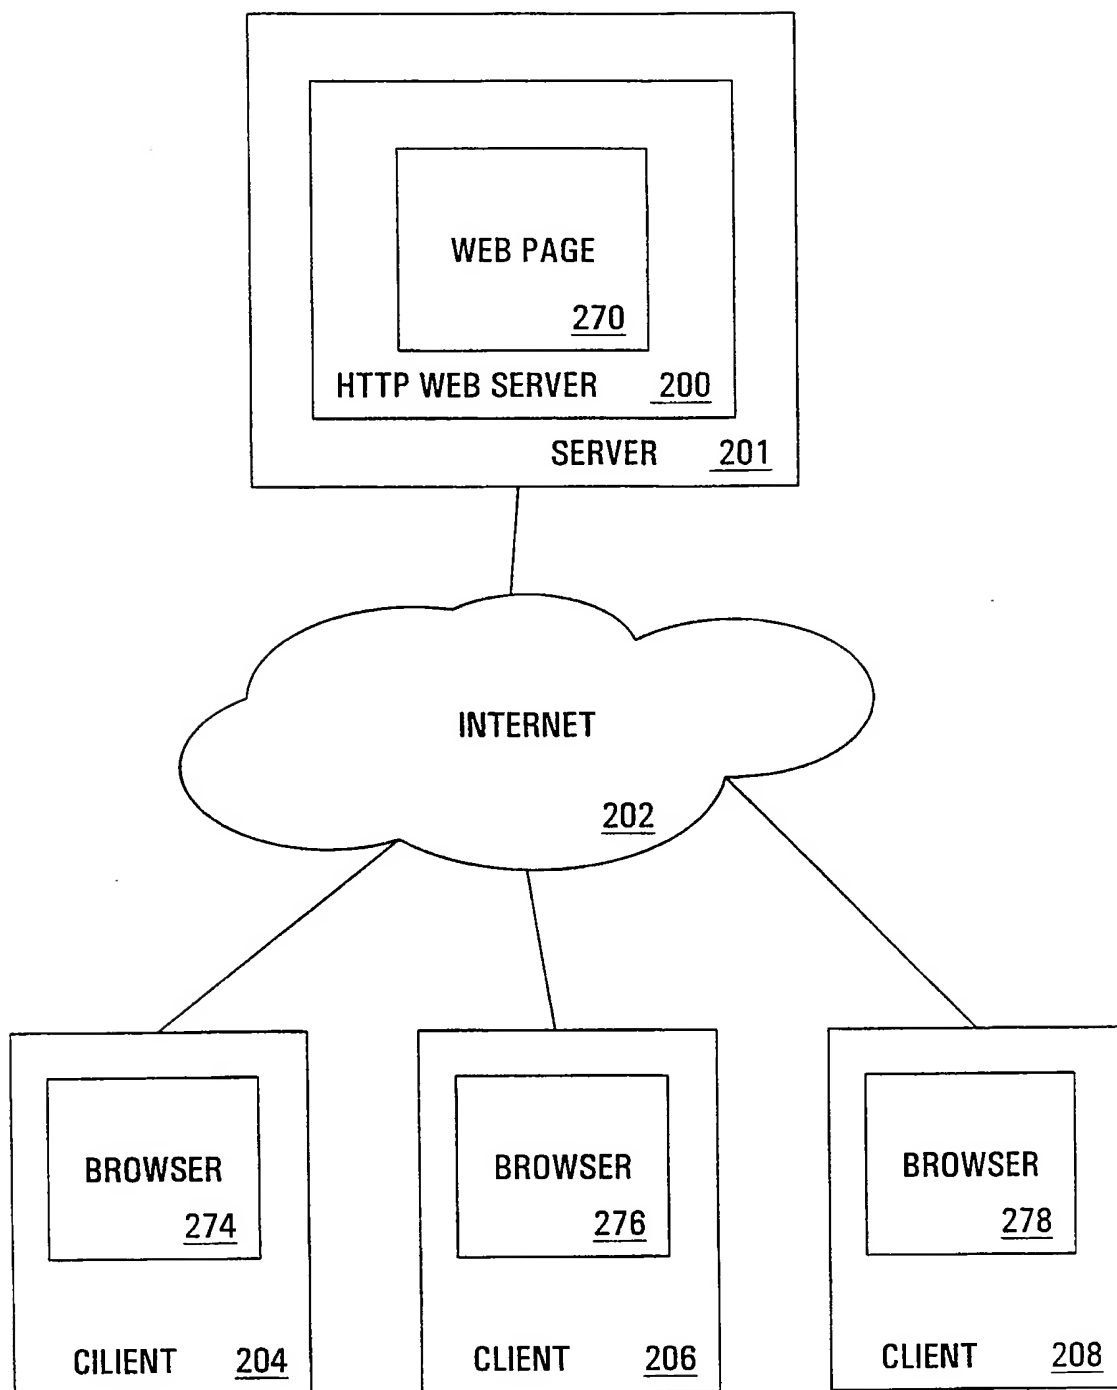 WEB PAGE
270
HTTP WEB SERVER 200
SERVER 201
INTERNET
202
BROWSER
274
CILIENT 204
BROWSER
276
CLIENT 206
BROWSER
278
CLIENT 208